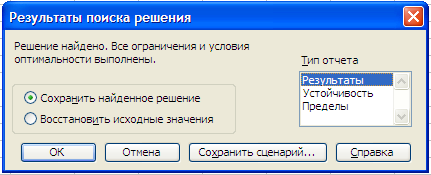 Результаты поиска решения
Решение найдено. Все ограничения и условия
оптимальности выполнены.
Тип отчета
Результаты
Устойчивость
Пределы
Сохранить найденное решение
Восстановить исходные значения
ОК
Отмена
Сохранить сценарий...
Справка